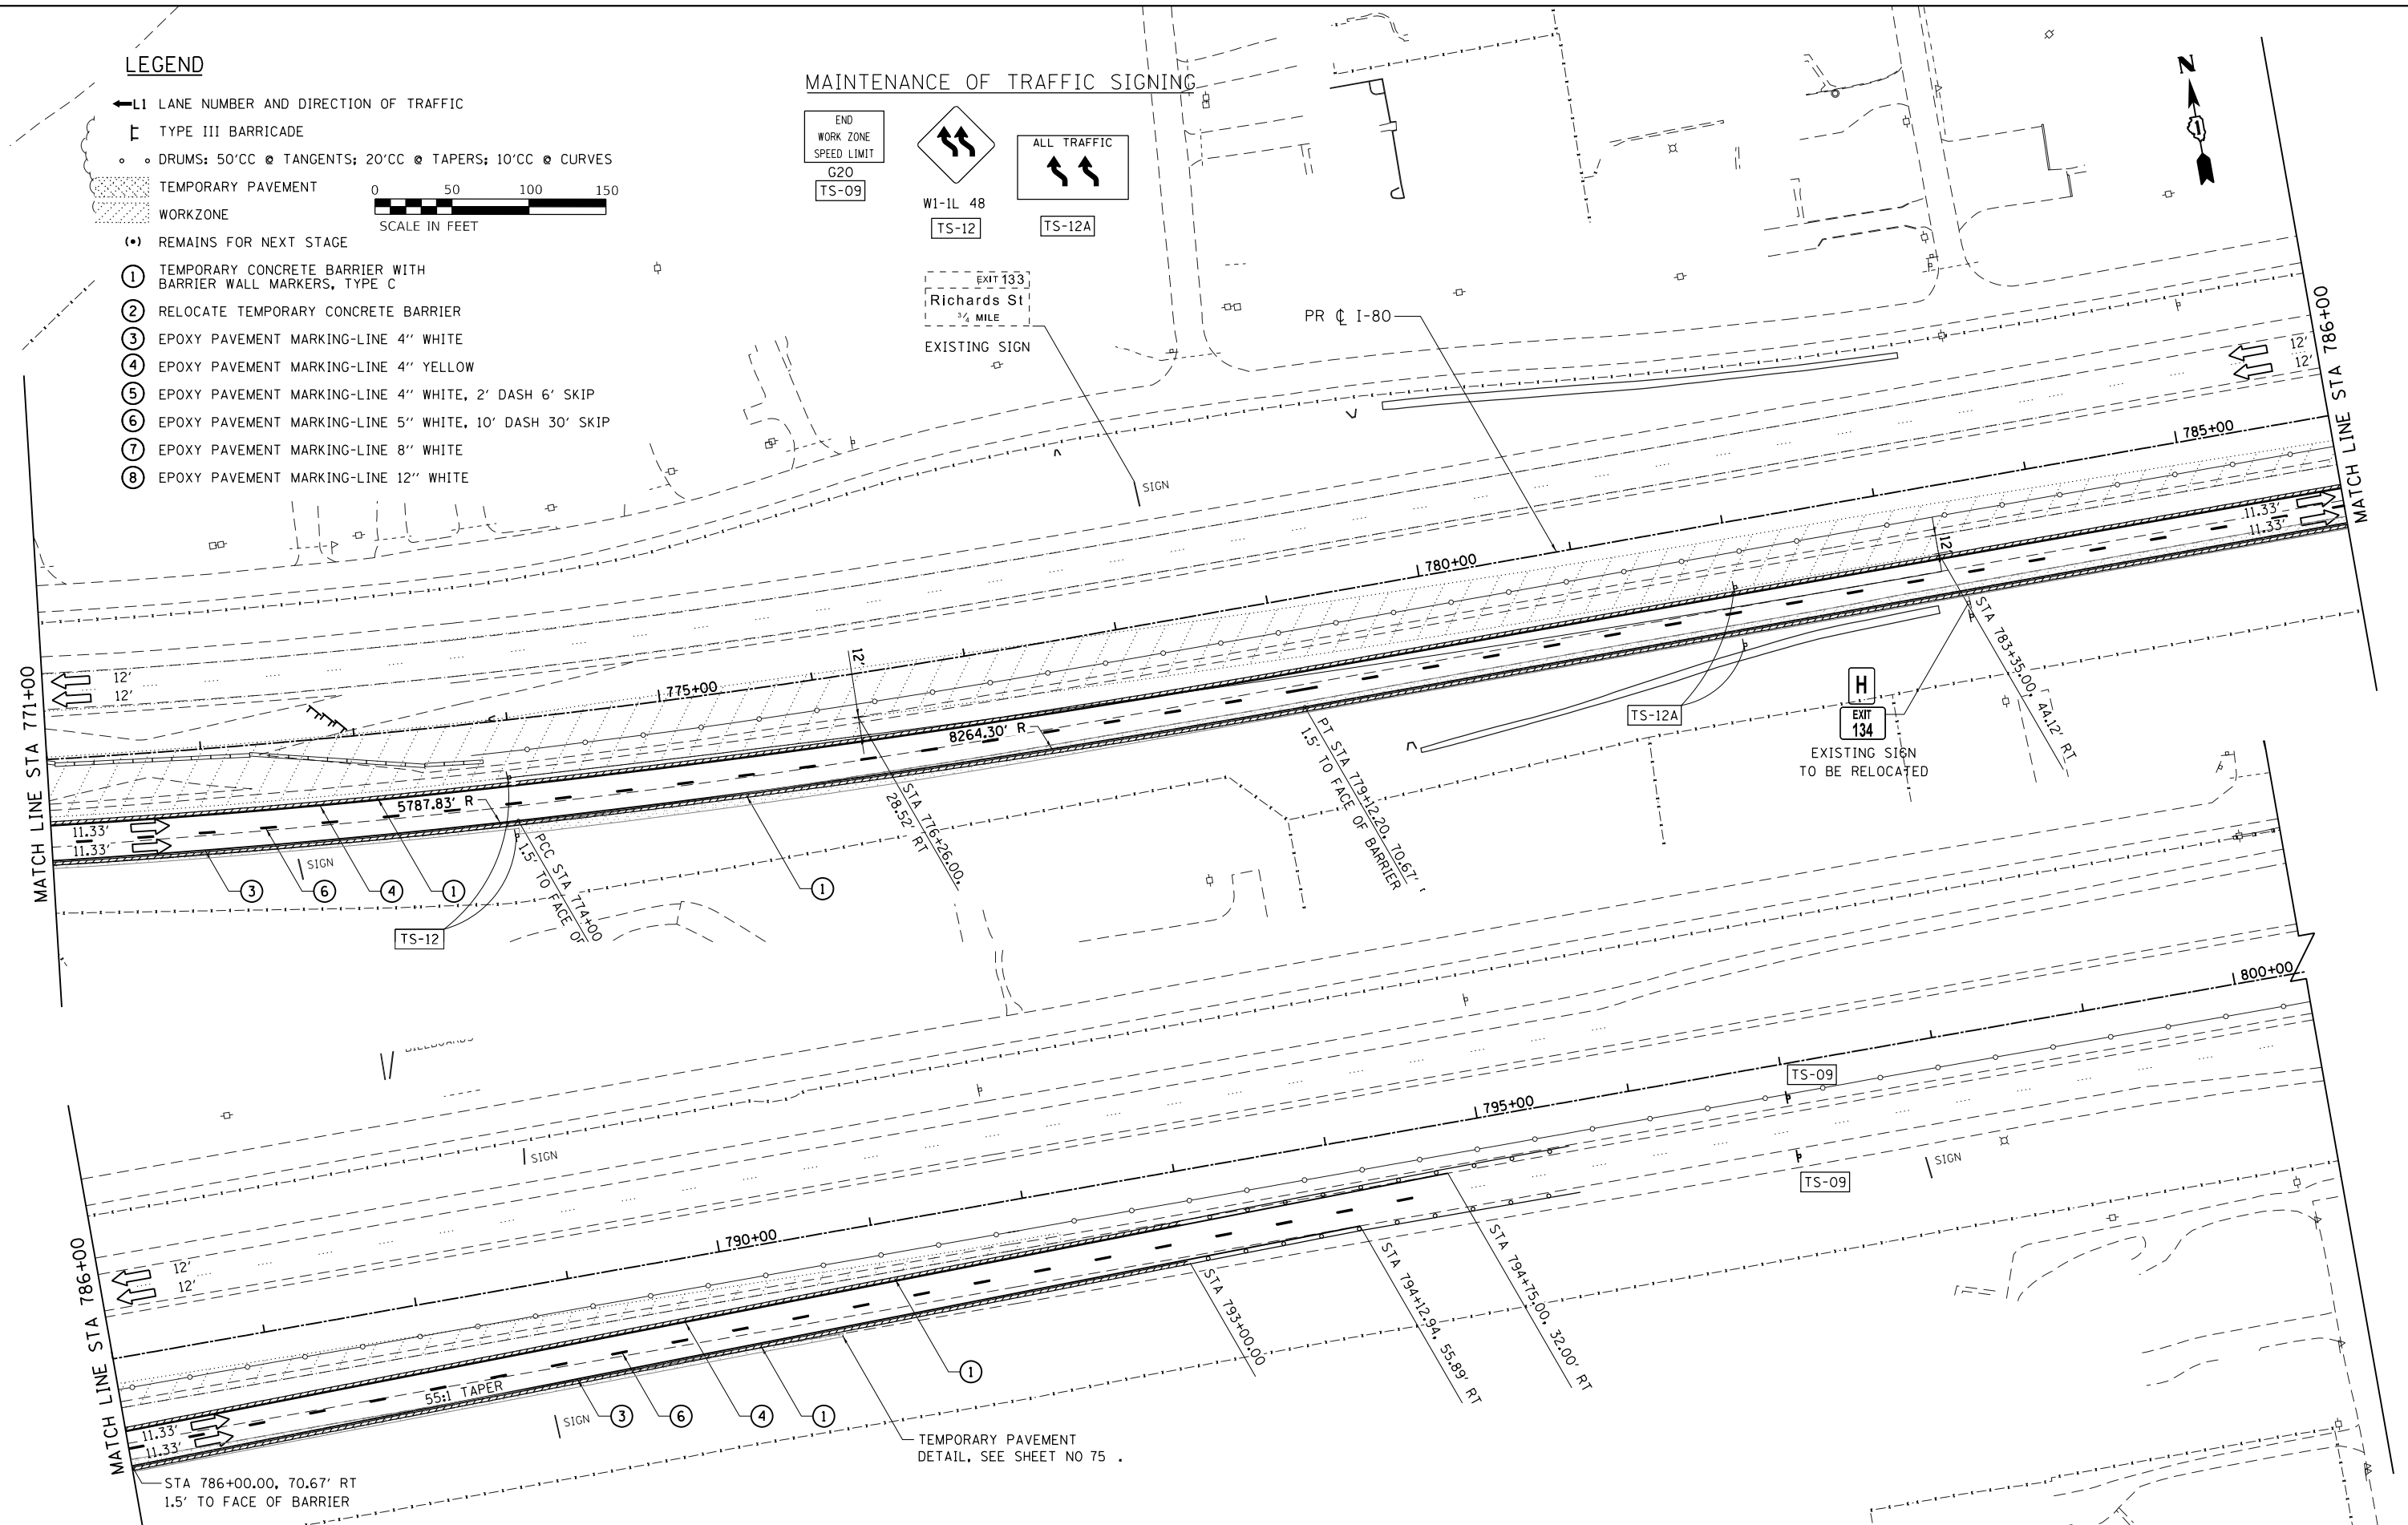 LEGEND
L1 LANE NUMBER AND DIRECTION OF TRAFFIC
TYPE III BARRICADE
DRUMS: 50'CC @ TANGENTS; 20'CC @ TAPERS; 10'CC @ CURVES
TEMPORARY PAVEMENT
WORKZONE
0 50 100 150
SCALE IN FEET
(•) REMAINS FOR NEXT STAGE
1 TEMPORARY CONCRETE BARRIER WITH
BARRIER WALL MARKERS, TYPE C
2 RELOCATE TEMPORARY CONCRETE BARRIER
3 EPOXY PAVEMENT MARKING-LINE 4'' WHITE
4 EPOXY PAVEMENT MARKING-LINE 4'' YELLOW
5 EPOXY PAVEMENT MARKING-LINE 4'' WHITE, 2' DASH 6' SKIP
6 EPOXY PAVEMENT MARKING-LINE 5'' WHITE, 10' DASH 30' SKIP
7 EPOXY PAVEMENT MARKING-LINE 8'' WHITE
8 EPOXY PAVEMENT MARKING-LINE 12'' WHITE
MAINTENANCE OF TRAFFIC SIGNING
END
WORK ZONE
SPEED LIMIT
G20
TS-09
W1-1L 48
TS-12
ALL TRAFFIC
TS-12A
EXIT 133
Richards St
3/4 MILE
EXISTING SIGN
PR ℄ I-80
N
1
SIGN
MATCH LINE STA 771+00
12'
12'
11.33'
11.33'
775+00
780+00
785+00
12'
12'
12'
12'
11.33'
11.33'
MATCH LINE STA 786+00
5787.83' R
8264.30' R
SIGN
3
6
4
1
1
TS-12
PCC STA 774+00
1.5' TO FACE OF
STA 776+26.00,
28.52' RT
PT STA 779+12.20, 70.67'
1.5' TO FACE OF BARRIER
TS-12A
H
EXIT
134
EXISTING SIGN
TO BE RELOCATED
STA 783+35.00, 44.12' RT
MATCH LINE STA 786+00
SIGN
12'
12'
11.33'
11.33'
790+00
795+00
800+00
TS-09
TS-09
SIGN
55:1 TAPER
SIGN
3
6
4
1
1
STA 793+00.00
STA 794+12.94, 55.89' RT
STA 794+75.00, 32.00' RT
TEMPORARY PAVEMENT
DETAIL, SEE SHEET NO 75 .
STA 786+00.00, 70.67' RT
1.5' TO FACE OF BARRIER